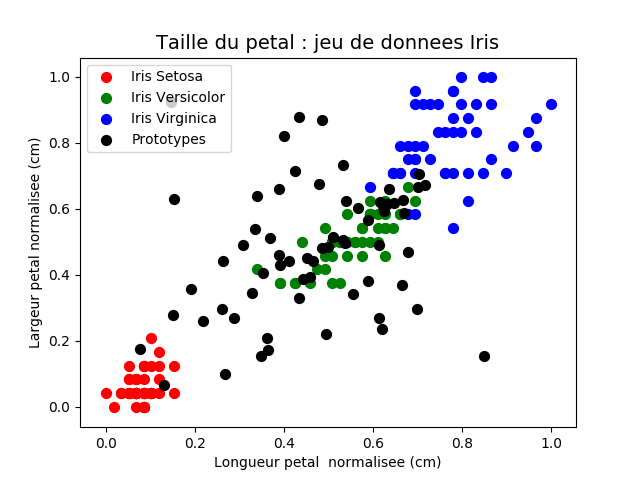 Taille du petal : jeu de donnees Iris
Iris Setosa
Iris Versicolor
Iris Virginica
Prototypes
Largeur petal normalisee (cm)
1.0
0.8
0.6
0.4
0.2
0.0
0.0 0.2 0.4 0.6 0.8 1.0
Longueur petal  normalisee (cm)